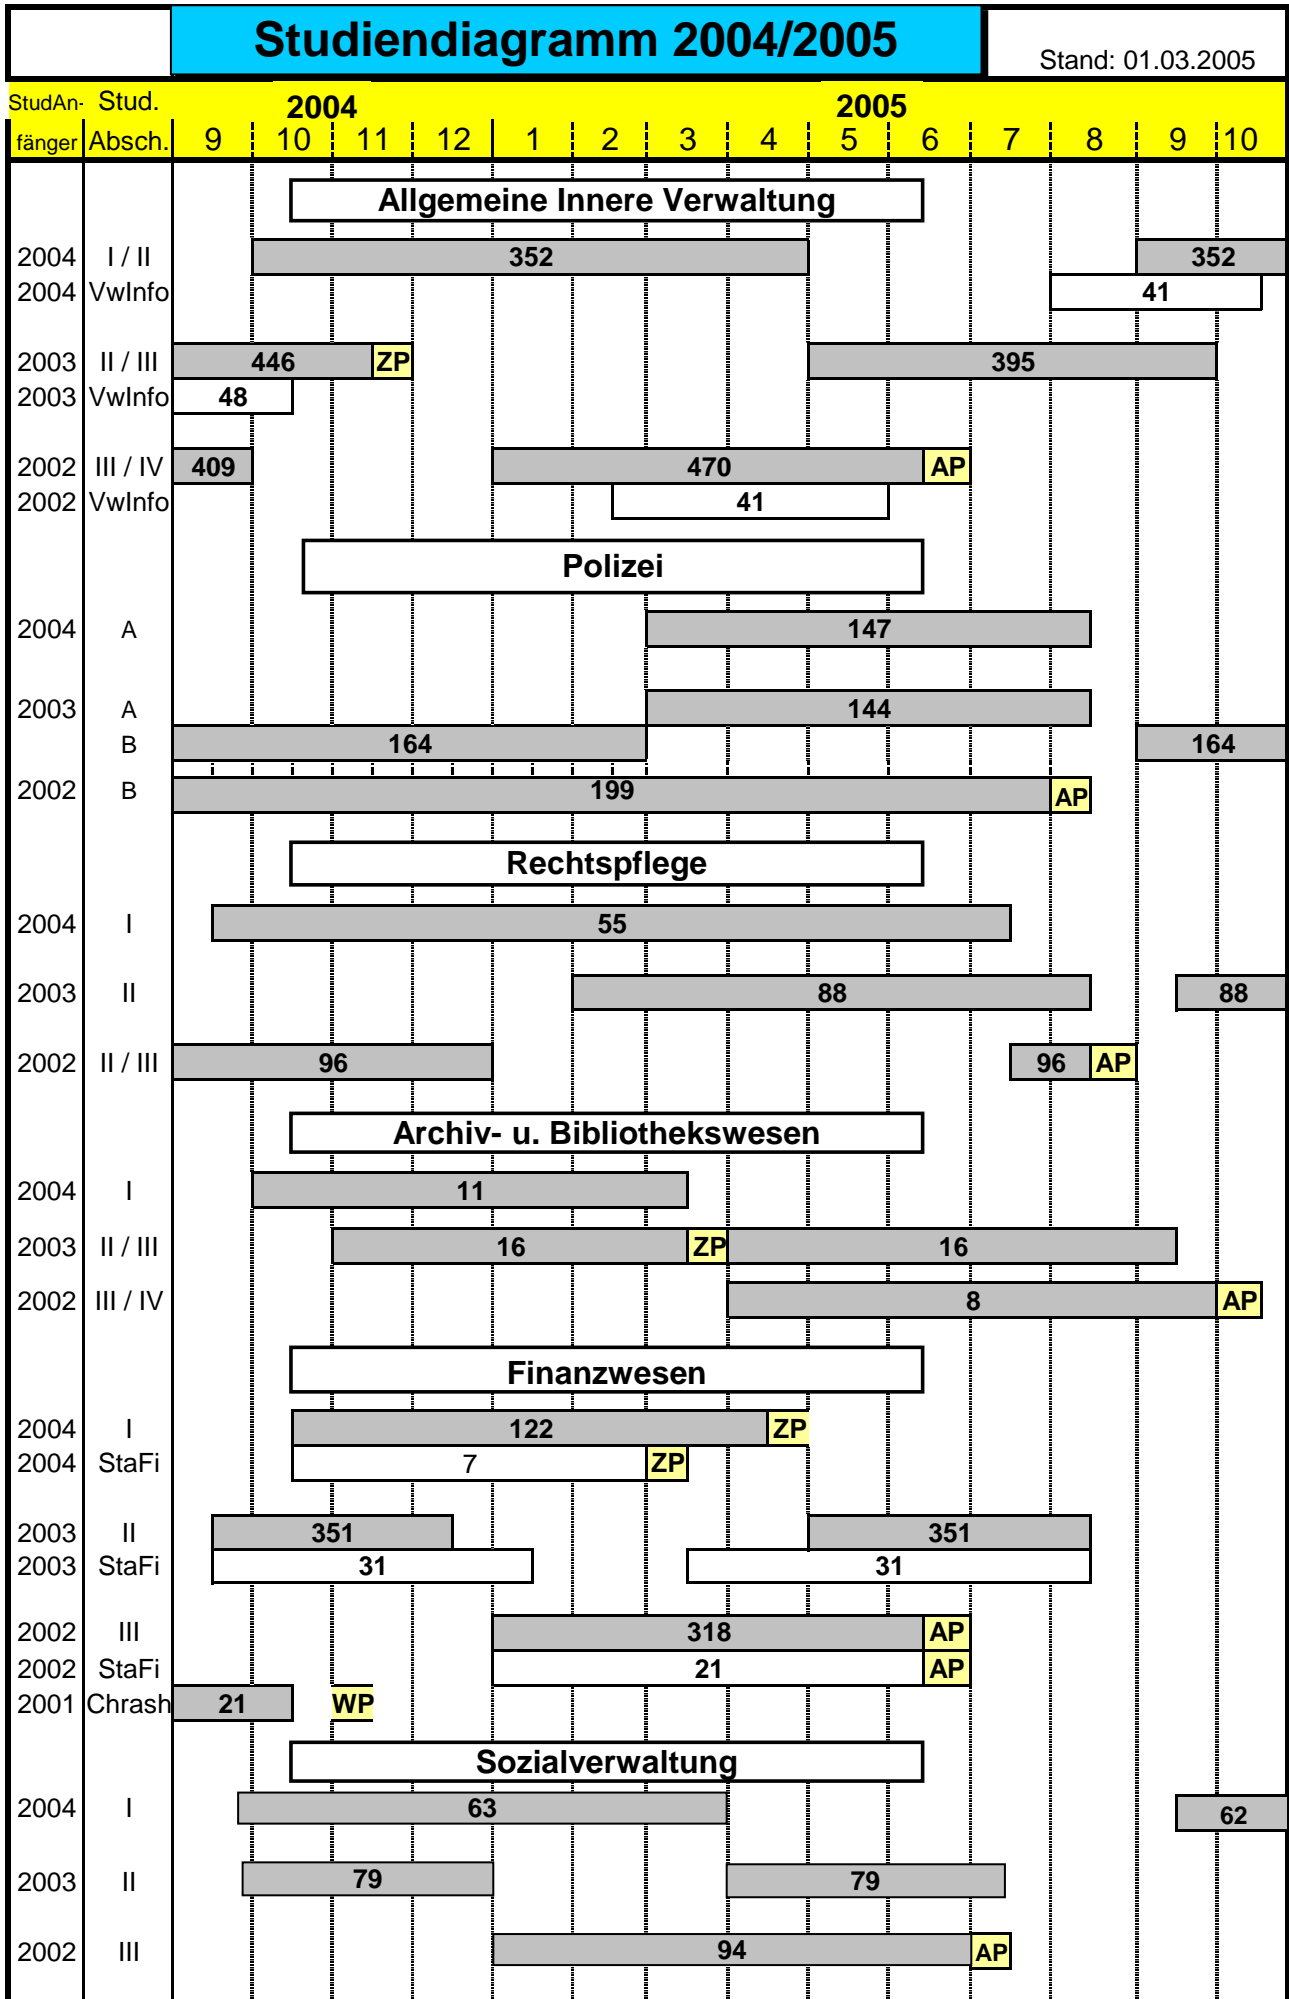 Studiendiagramm 2004/2005
Stand: 01.03.2005
StudAn- Stud. 2004 2005
fänger Absch. 9 10 11 12 1 2 3 4 5 6 7 8 9 10
Allgemeine Innere Verwaltung
2004 I / II 352 352
2004 VwInfo 41
2003 II / III 446 ZP 395
2003 VwInfo 48
2002 III / IV 409 470 AP
2002 VwInfo 41
Polizei
2004 A 147
2003 A 144
B 164 164
2002 B 199 AP
Rechtspflege
2004 I 55
2003 II 88 88
2002 II / III 96 96 AP
Archiv- u. Bibliothekswesen
2004 I 11
2003 II / III 16 ZP 16
2002 III / IV 8 AP
Finanzwesen
2004 I 122 ZP
2004 StaFi 7 ZP
2003 II 351 351
2003 StaFi 31 31
2002 III 318 AP
2002 StaFi 21 AP
2001 Chrash 21 WP
Sozialverwaltung
2004 I 63 62
2003 II 79 79
2002 III 94 AP